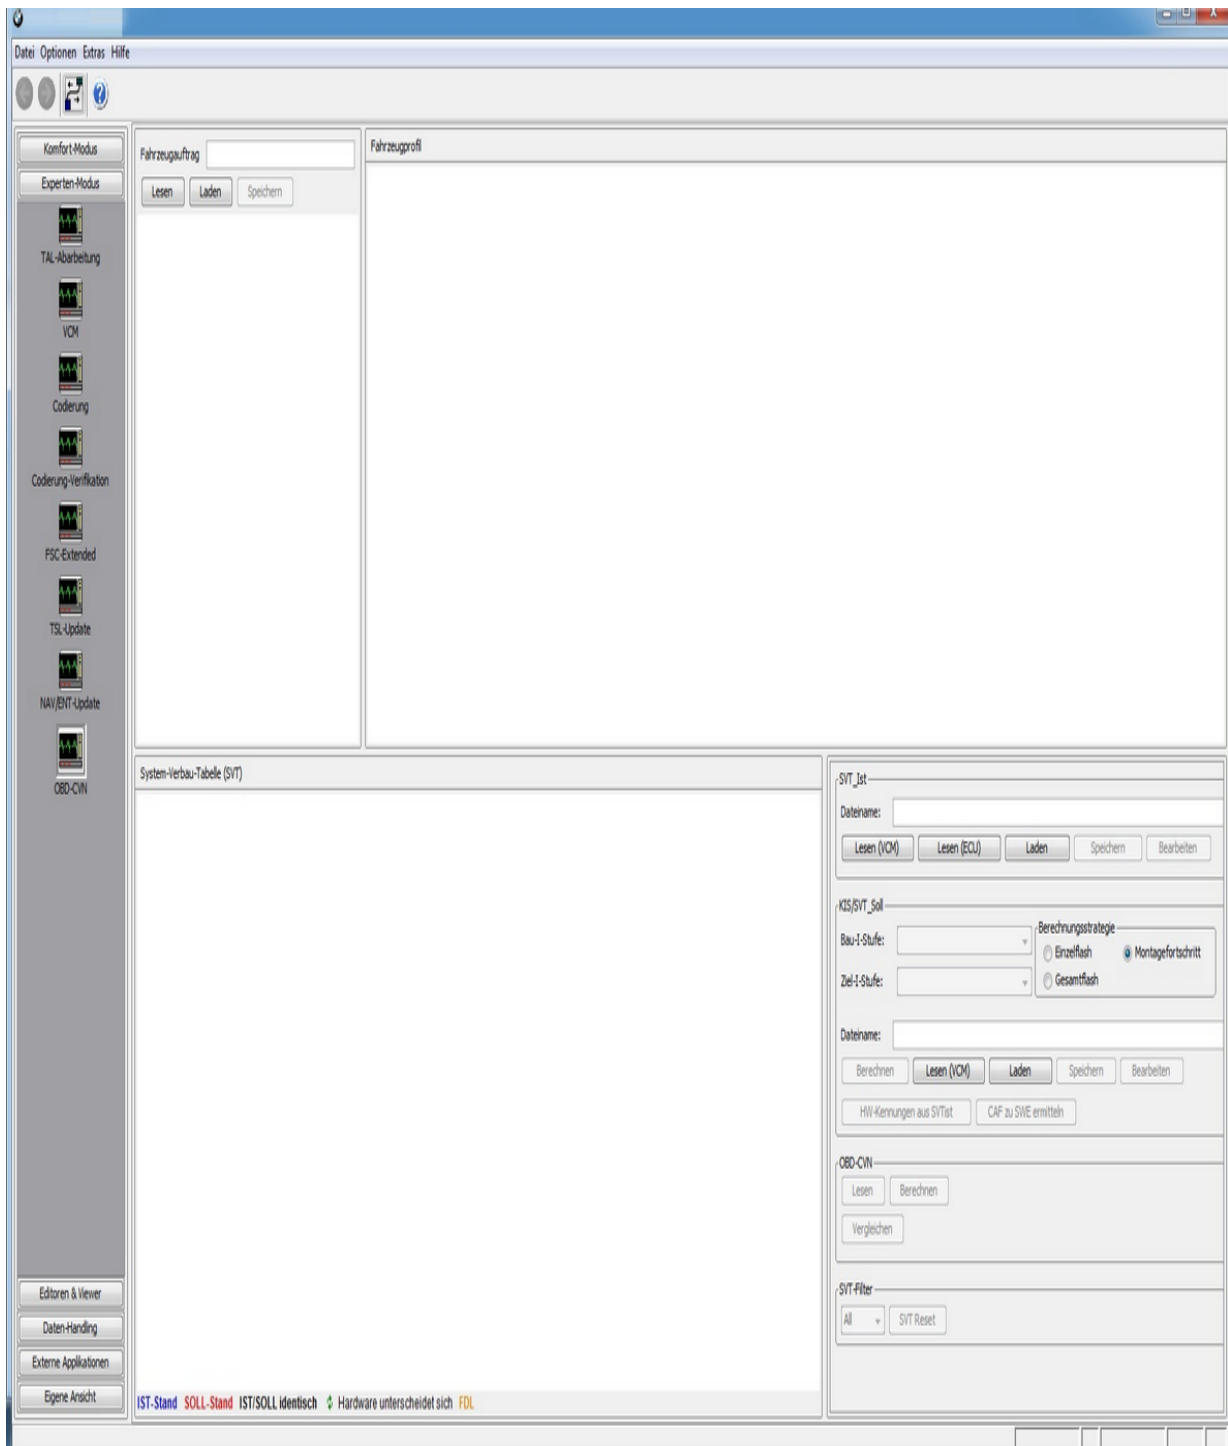 Datei Optionen Extras Hilfe
Komfort-Modus
Experten-Modus
TAL-Abarbeitung
VCM
Codierung
Codierung-Verifikation
FSC-Extended
TSL-Update
NAV/ENT-Update
OBD-CVN
Editoren & Viewer
Daten-Handling
Externe Applikationen
Eigene Ansicht
Fahrzeugauftrag
Lesen Laden Speichern
Fahrzeugprofil
System-Verbau-Tabelle (SVT)
IST-Stand SOLL-Stand IST/SOLL identisch Hardware unterscheidet sich FDL
SVT_Ist
Dateiname:
Lesen (VCM) Lesen (ECU) Laden Speichern Bearbeiten
KIS/SVT_Soll
Bau-I-Stufe:
Ziel-I-Stufe:
Berechnungsstrategie
Einzelflash Montagefortschritt
Gesamtflash
Dateiname:
Berechnen Lesen (VCM) Laden Speichern Bearbeiten
HW-Kennungen aus SVTist CAF zu SWE ermitteln
OBD-CVN
Lesen Berechnen
Vergleichen
SVT-Filter
All SVT Reset